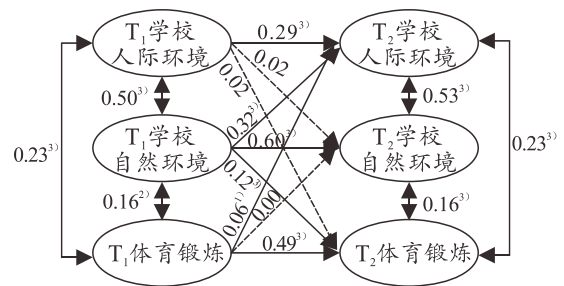 T₁学校
人际环境
0.29³⁾
T₂学校
人际环境
0.02
0.02
0.50³⁾
0.53³⁾
0.32³⁾
0.23³⁾
T₁学校
自然环境
0.60³⁾
T₂学校
自然环境
0.23³⁾
0.12³⁾
0.16²⁾
0.06¹⁾
0.00
0.16³⁾
T₁体育锻炼
0.49³⁾
T₂体育锻炼